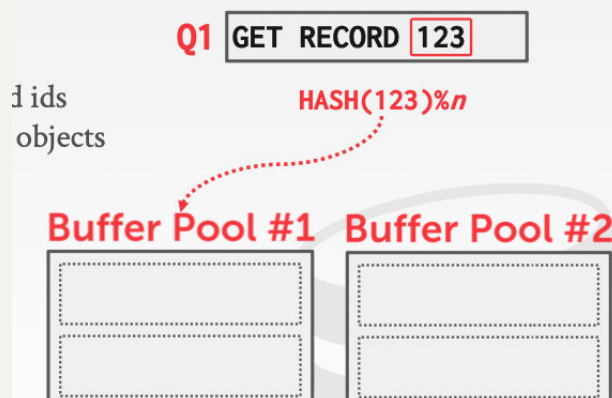 Q1 GET RECORD 123
d ids
HASH(123)%n
objects
Buffer Pool #1 Buffer Pool #2